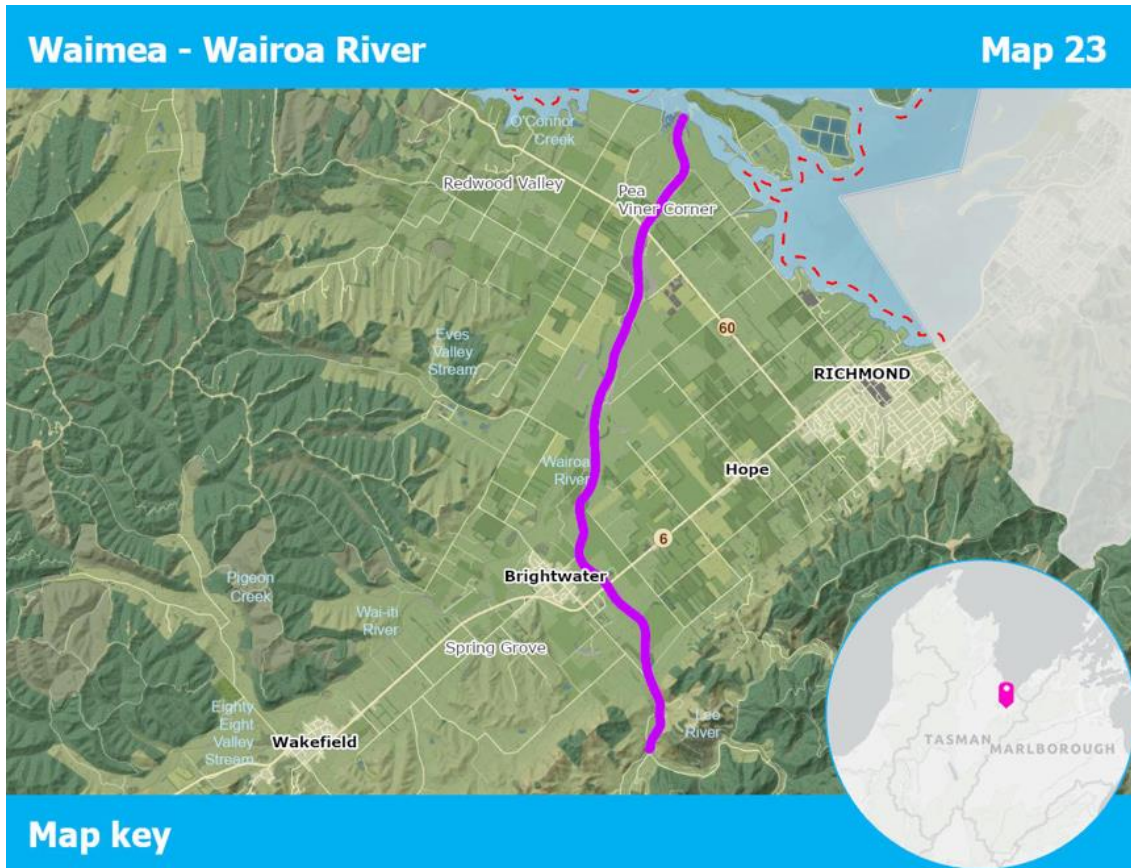 Waimea - Wairoa River
Map 23
O'Connor
Creek
Redwood Valley
Pea
Viner Corner
60
Eves
Valley
Stream
RICHMOND
Wairoa
River
Hope
6
Brightwater
Pigeon
Creek
Wai-iti
River
Spring Grove
Eighty
Eight
Valley
Stream
Wakefield
Lee
River
TASMAN
MARLBOROUGH
Map key